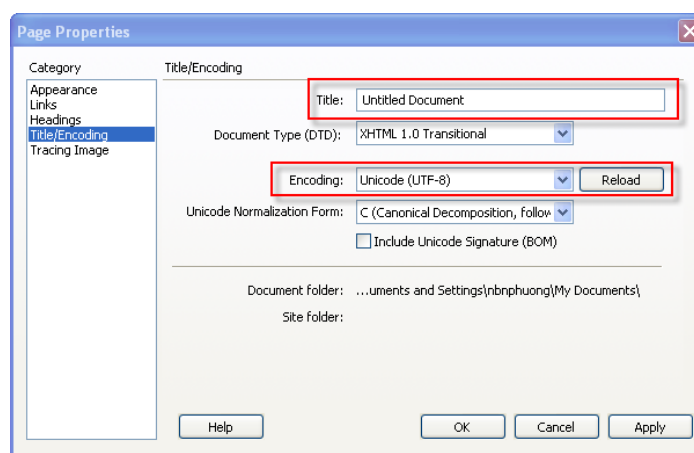 Page Properties
Category
Title/Encoding
Appearance
Links
Headings
Title/Encoding
Tracing Image
Title: Untitled Document
Document Type (DTD): XHTML 1.0 Transitional
Encoding: Unicode (UTF-8) Reload
Unicode Normalization Form: C (Canonical Decomposition, follow
Include Unicode Signature (BOM)
Document folder: ...uments and Settings\nbnphuong\My Documents\
Site folder:
Help OK Cancel Apply